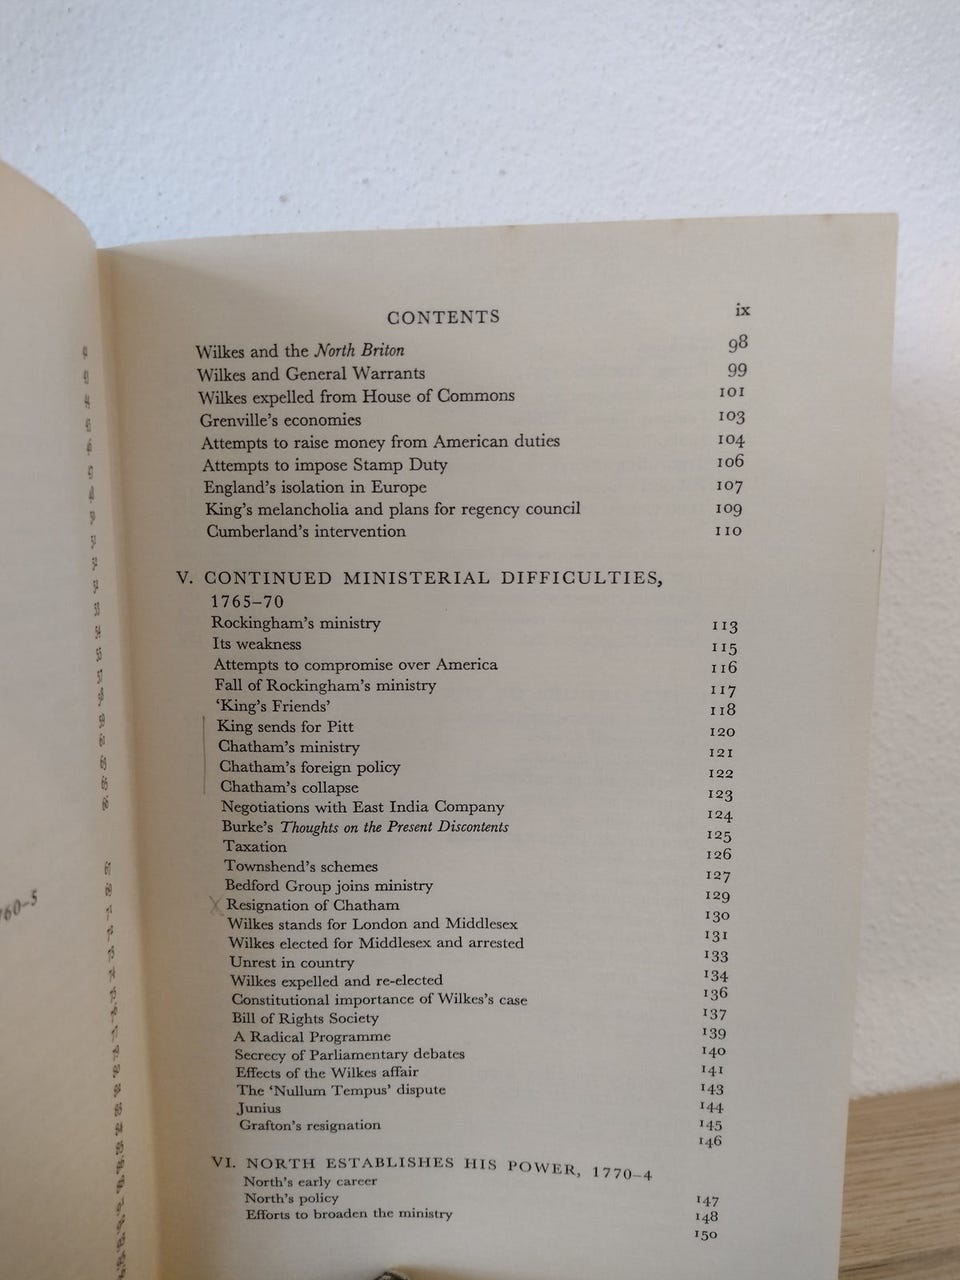 CONTENTS ix
Wilkes and the North Briton 98
Wilkes and General Warrants 99
Wilkes expelled from House of Commons 101
Grenville's economies 103
Attempts to raise money from American duties 104
Attempts to impose Stamp Duty 106
England's isolation in Europe 107
King's melancholia and plans for regency council 109
Cumberland's intervention 110
V. CONTINUED MINISTERIAL DIFFICULTIES,
1765–70
Rockingham's ministry 113
Its weakness 115
Attempts to compromise over America 116
Fall of Rockingham's ministry 117
'King's Friends' 118
King sends for Pitt 120
Chatham's ministry 121
Chatham's foreign policy 122
Chatham's collapse 123
Negotiations with East India Company 124
Burke's Thoughts on the Present Discontents 125
Taxation 126
Townshend's schemes 127
Bedford Group joins ministry 129
Resignation of Chatham 130
Wilkes stands for London and Middlesex 131
Wilkes elected for Middlesex and arrested 133
Unrest in country 134
Wilkes expelled and re-elected 136
Constitutional importance of Wilkes's case 137
Bill of Rights Society 139
A Radical Programme 140
Secrecy of Parliamentary debates 141
Effects of the Wilkes affair 143
The 'Nullum Tempus' dispute 144
Junius 145
Grafton's resignation 146
VI. NORTH ESTABLISHES HIS POWER, 1770–4
North's early career 147
North's policy 148
Efforts to broaden the ministry 150